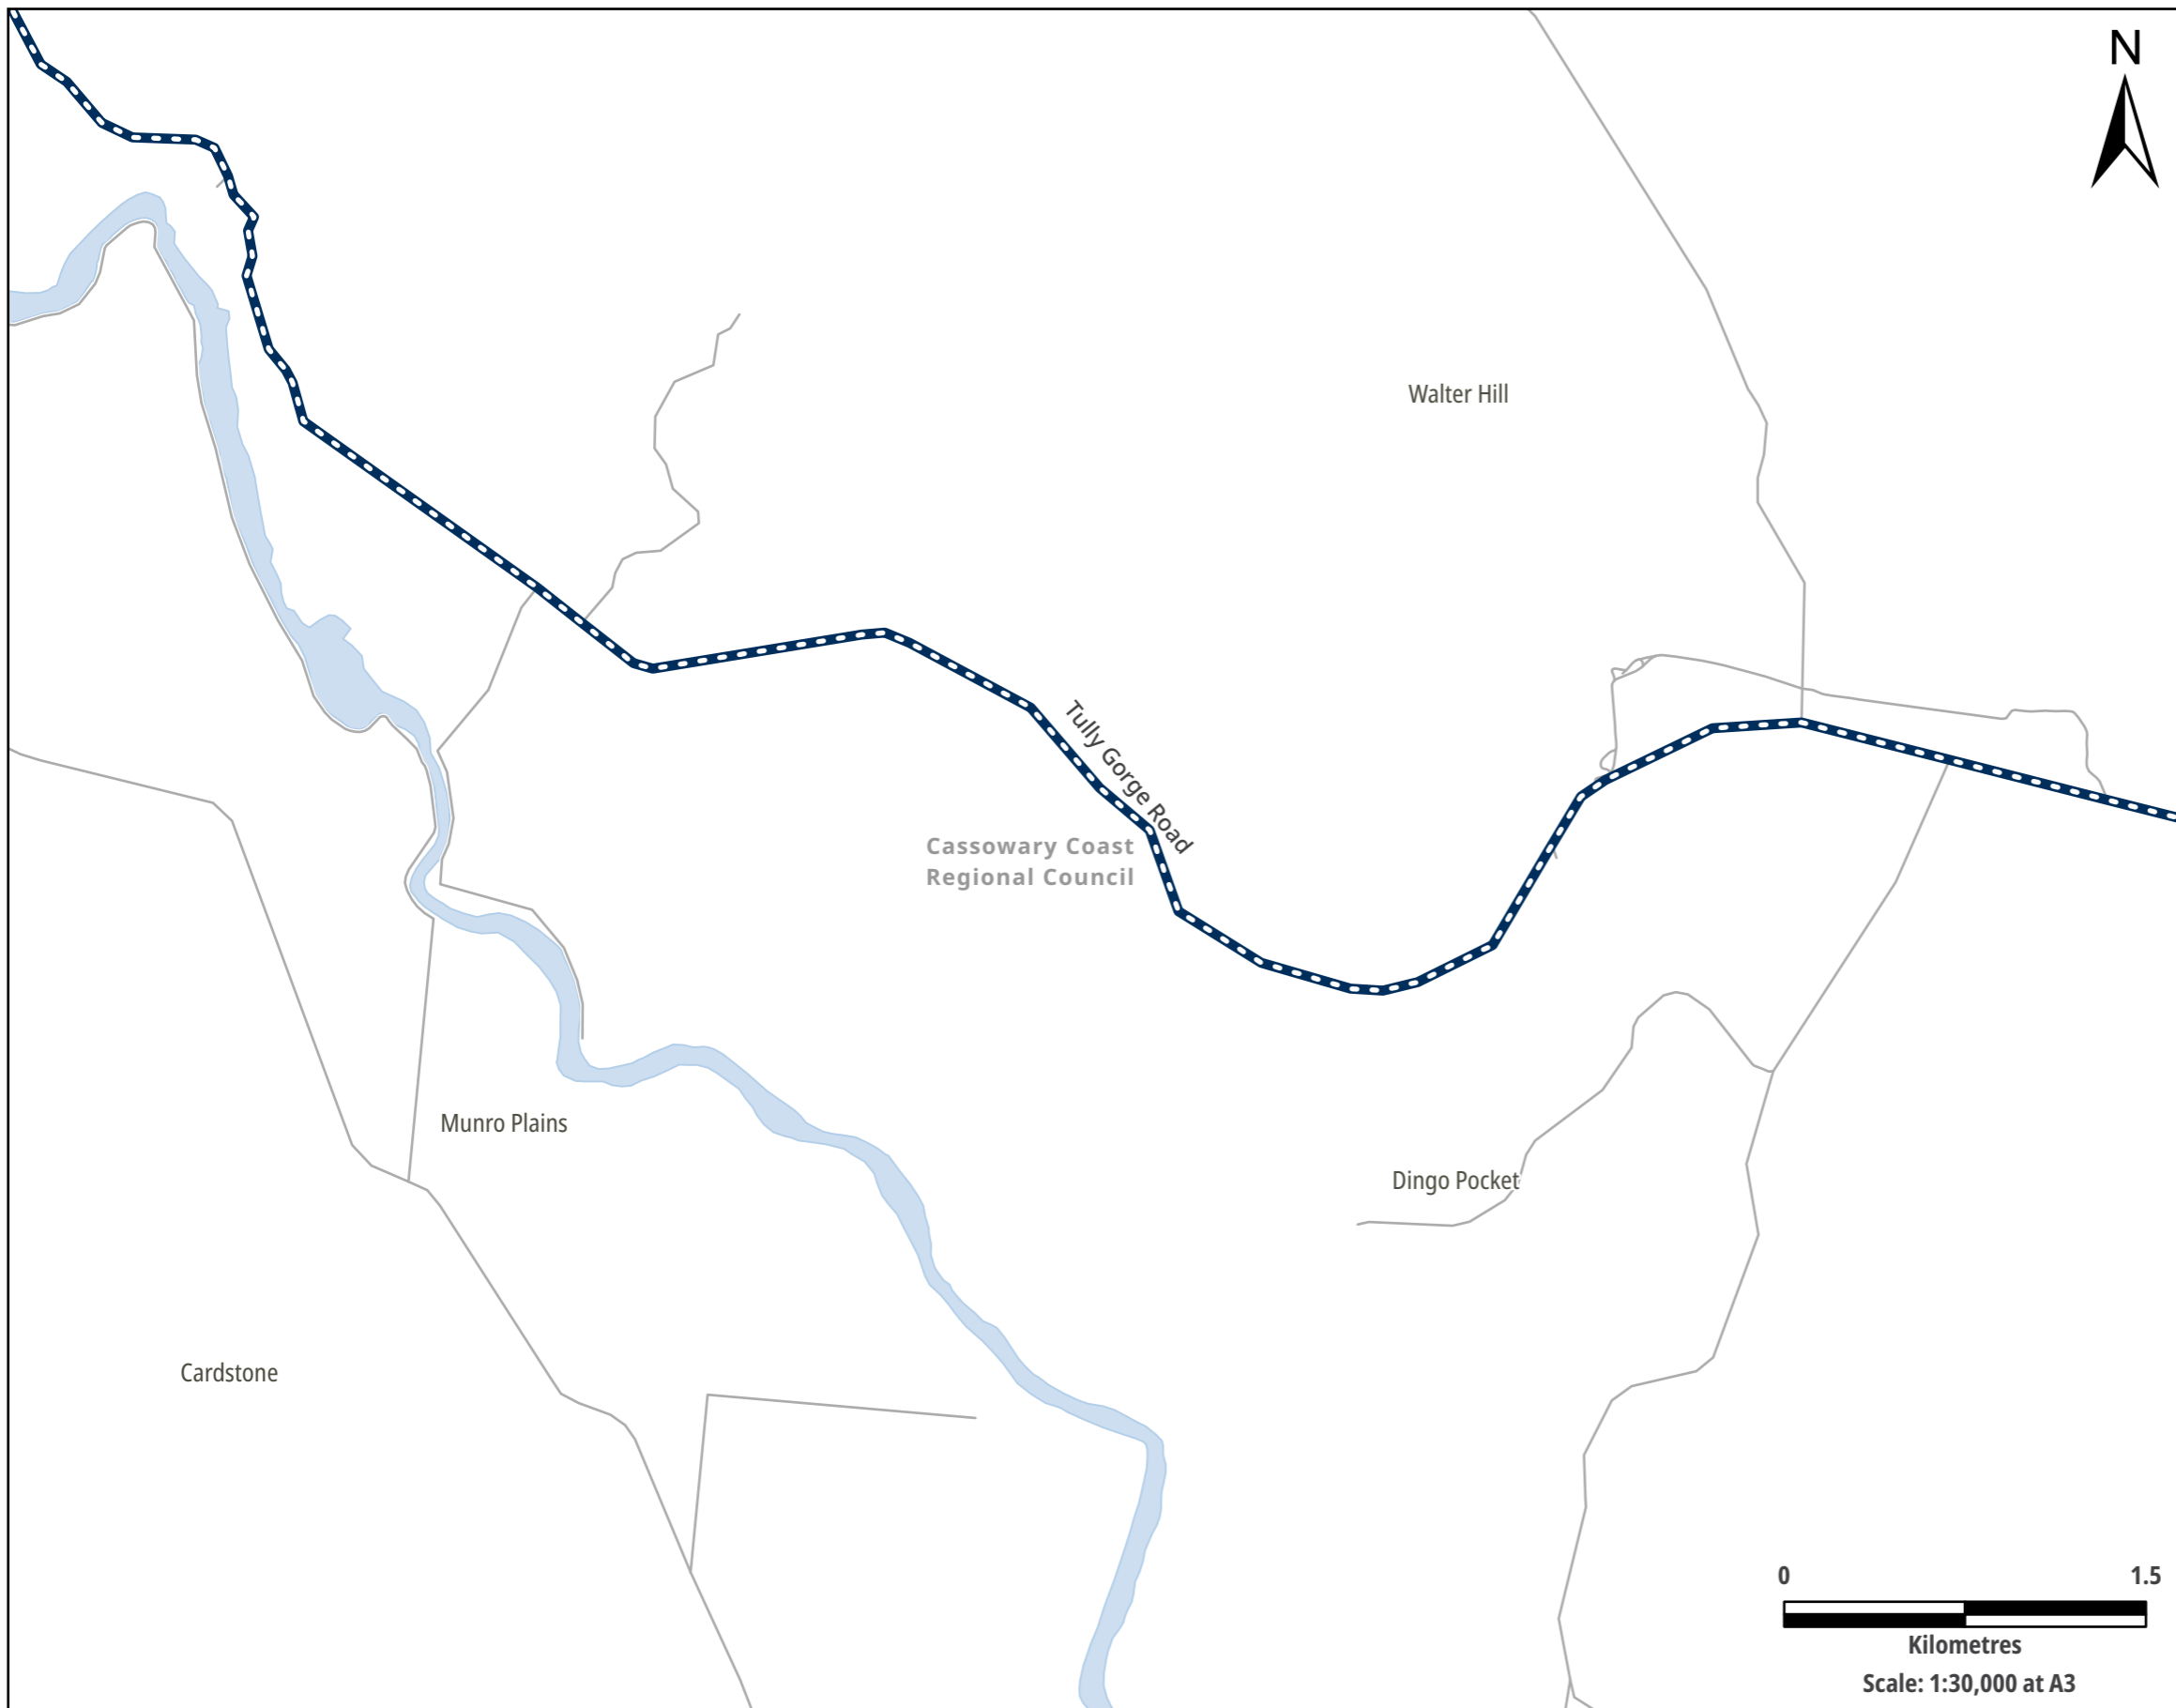 N
Walter Hill
Tully Gorge Road
Cassowary Coast
Regional Council
Munro Plains
Dingo Pocket
Cardstone
0 1.5
Kilometres
Scale: 1:30,000 at A3